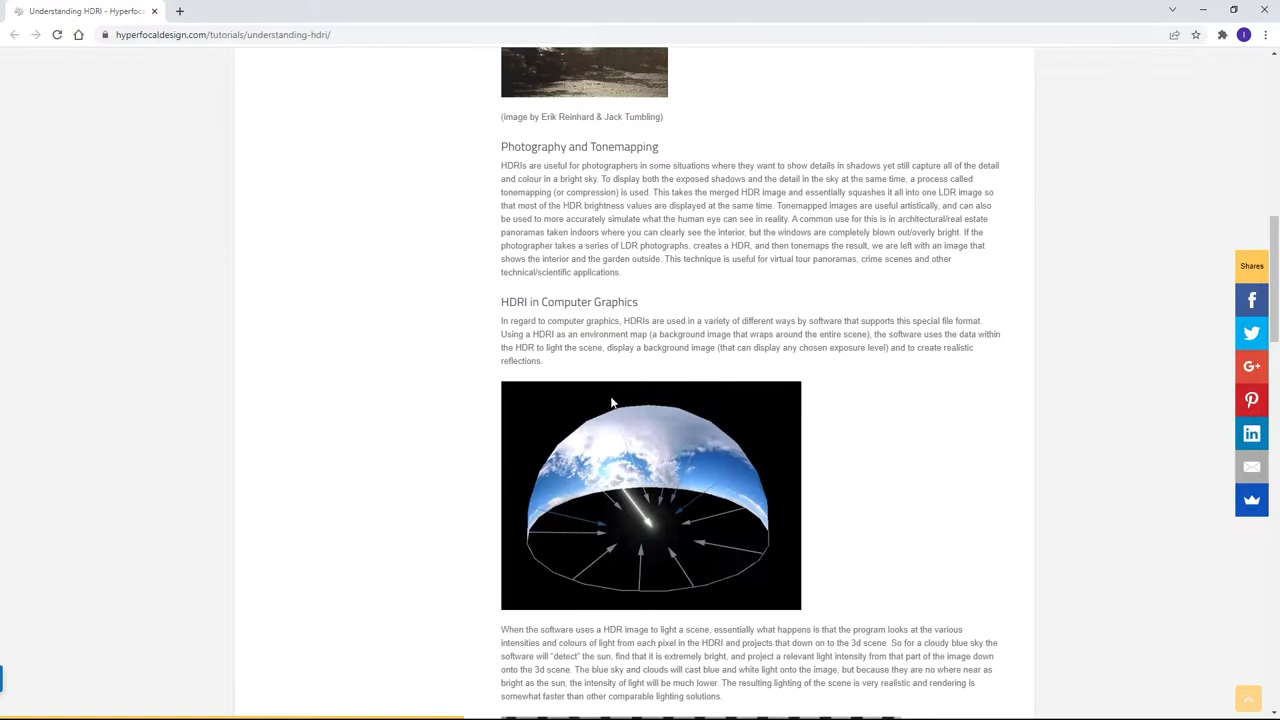 Understanding HDRI - Hyperfoc
hyperfocaldesign.com/tutorials/understanding-hdri/
(image by Erik Reinhard & Jack Tumbling)
Photography and Tonemapping
HDRIs are useful for photographers in some situations where they want to show details in shadows yet still capture all of the detail
and colour in a bright sky. To display both the exposed shadows and the detail in the sky at the same time, a process called
tonemapping (or compression) is used. This takes the merged HDR image and essentially squashes it all into one LDR image so
that most of the HDR brightness values are displayed at the same time. Tonemapped images are useful artistically, and can also
be used to more accurately simulate what the human eye can see in reality. A common use for this is in architectural/real estate
panoramas taken indoors where you can clearly see the interior, but the windows are completely blown out/overly bright. If the
photographer takes a series of LDR photographs, creates a HDR, and then tonemaps the result, we are left with an image that
shows the interior and the garden outside. This technique is useful for virtual tour panoramas, crime scenes and other
technical/scientific applications.
Shares
HDRI in Computer Graphics
In regard to computer graphics, HDRIs are used in a variety of different ways by software that supports this special file format.
Using a HDRI as an environment map (a background image that wraps around the entire scene), the software uses the data within
the HDR to light the scene, display a background image (that can display any chosen exposure level) and to create realistic
reflections.
When the software uses a HDR image to light a scene, essentially what happens is that the program looks at the various
intensities and colours of light from each pixel in the HDRI and projects that down on to the 3d scene. So for a cloudy blue sky the
software will “detect” the sun, find that it is extremely bright, and project a relevant light intensity from that part of the image down
onto the 3d scene. The blue sky and clouds will cast blue and white light onto the image, but because they are no where near as
bright as the sun, the intensity of light will be much lower. The resulting lighting of the scene is very realistic and rendering is
somewhat faster than other comparable lighting solutions.